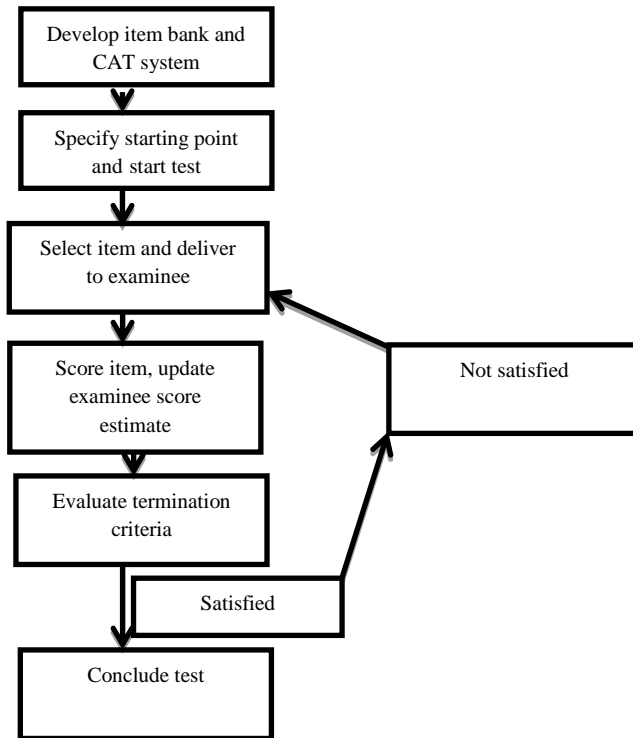 Develop item bank and
CAT system
Specify starting point
and start test
Select item and deliver
to examinee
Score item, update
examinee score
estimate
Not satisfied
Evaluate termination
criteria
Satisfied
Conclude test